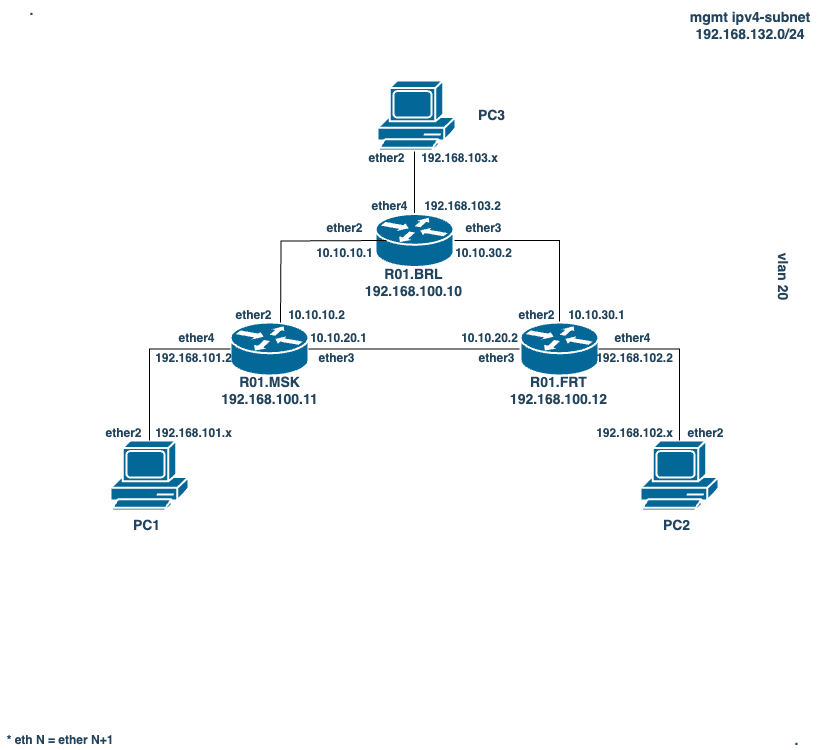 mgmt ipv4-subnet
192.168.132.0/24
PC3
ether2 192.168.103.x
ether4 192.168.103.2
ether2 ether3
10.10.10.1 10.10.30.2
R01.BRL
192.168.100.10
vlan 20
ether2 10.10.10.2 ether2 10.10.30.1
ether4 10.10.20.1 10.10.20.2 ether4
192.168.101.2 ether3 ether3 192.168.102.2
R01.MSK R01.FRT
192.168.100.11 192.168.100.12
ether2 192.168.101.x 192.168.102.x ether2
PC1 PC2
* eth N = ether N+1